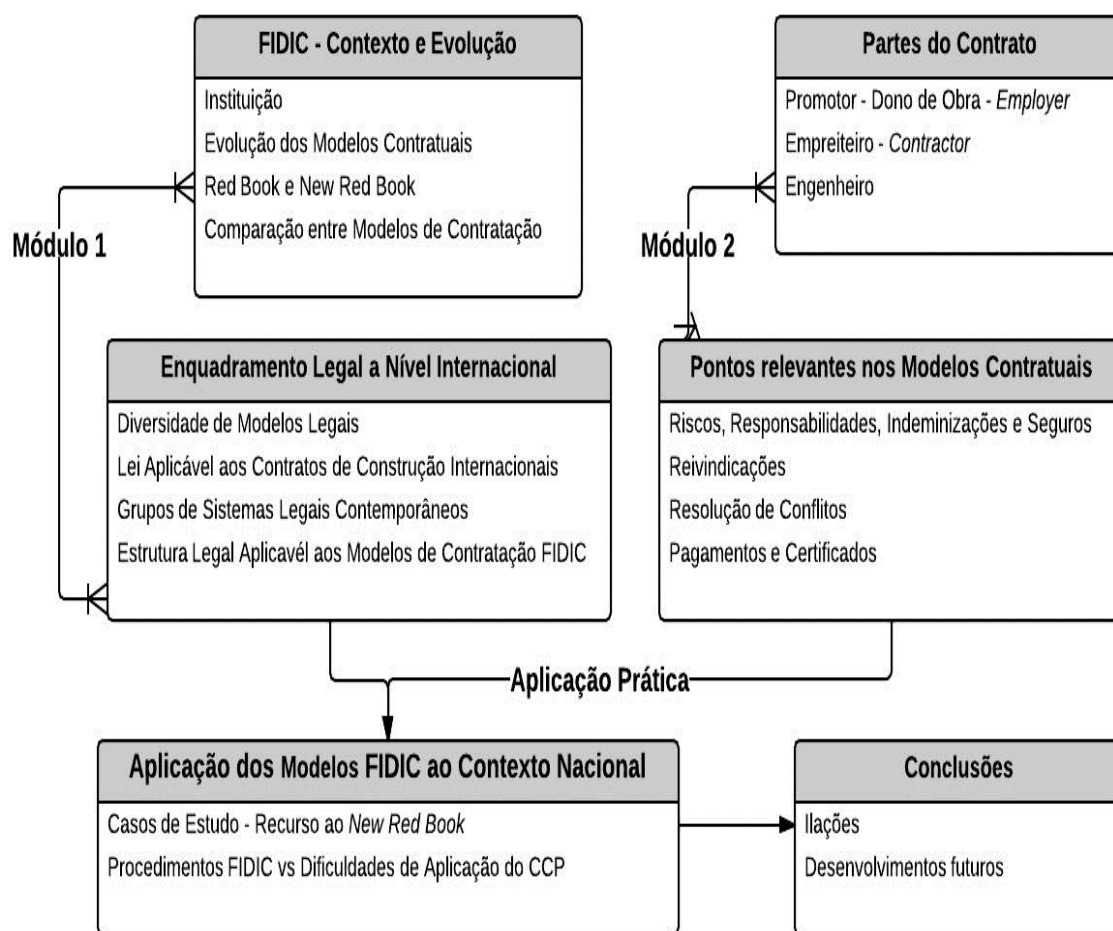 FIDIC - Contexto e Evolução
Instituição
Evolução dos Modelos Contratuais
Red Book e New Red Book
Comparação entre Modelos de Contratação
Módulo 1
Enquadramento Legal a Nível Internacional
Diversidade de Modelos Legais
Lei Aplicável aos Contratos de Construção Internacionais
Grupos de Sistemas Legais Contemporâneos
Estrutura Legal Aplicavél aos Modelos de Contratação FIDIC
Partes do Contrato
Promotor - Dono de Obra - Employer
Empreiteiro - Contractor
Engenheiro
Módulo 2
Pontos relevantes nos Modelos Contratuais
Riscos, Responsabilidades, Indeminizações e Seguros
Reivindicações
Resolução de Conflitos
Pagamentos e Certificados
Aplicação Prática
Aplicação dos Modelos FIDIC ao Contexto Nacional
Casos de Estudo - Recurso ao New Red Book
Procedimentos FIDIC vs Dificuldades de Aplicação do CCP
Conclusões
Ilações
Desenvolvimentos futuros